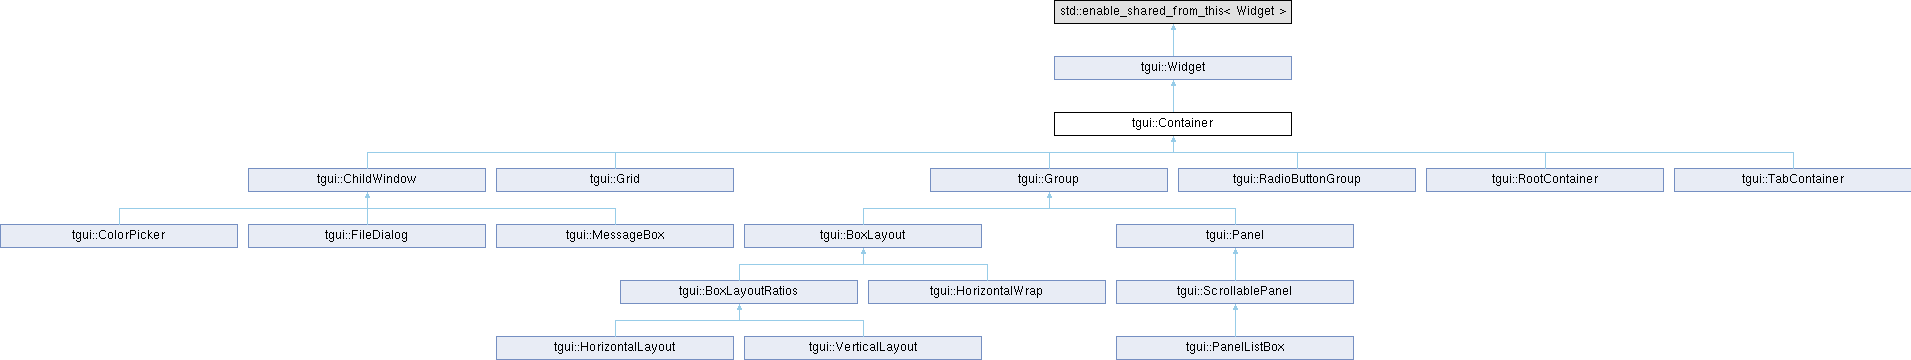 std::enable_shared_from_this< Widget >
tgui::Widget
tgui::Container
tgui::ChildWindow
tgui::Grid
tgui::Group
tgui::RadioButtonGroup
tgui::RootContainer
tgui::TabContainer
tgui::ColorPicker
tgui::FileDialog
tgui::MessageBox
tgui::BoxLayout
tgui::Panel
tgui::BoxLayoutRatios
tgui::HorizontalWrap
tgui::ScrollablePanel
tgui::HorizontalLayout
tgui::VerticalLayout
tgui::PanelListBox